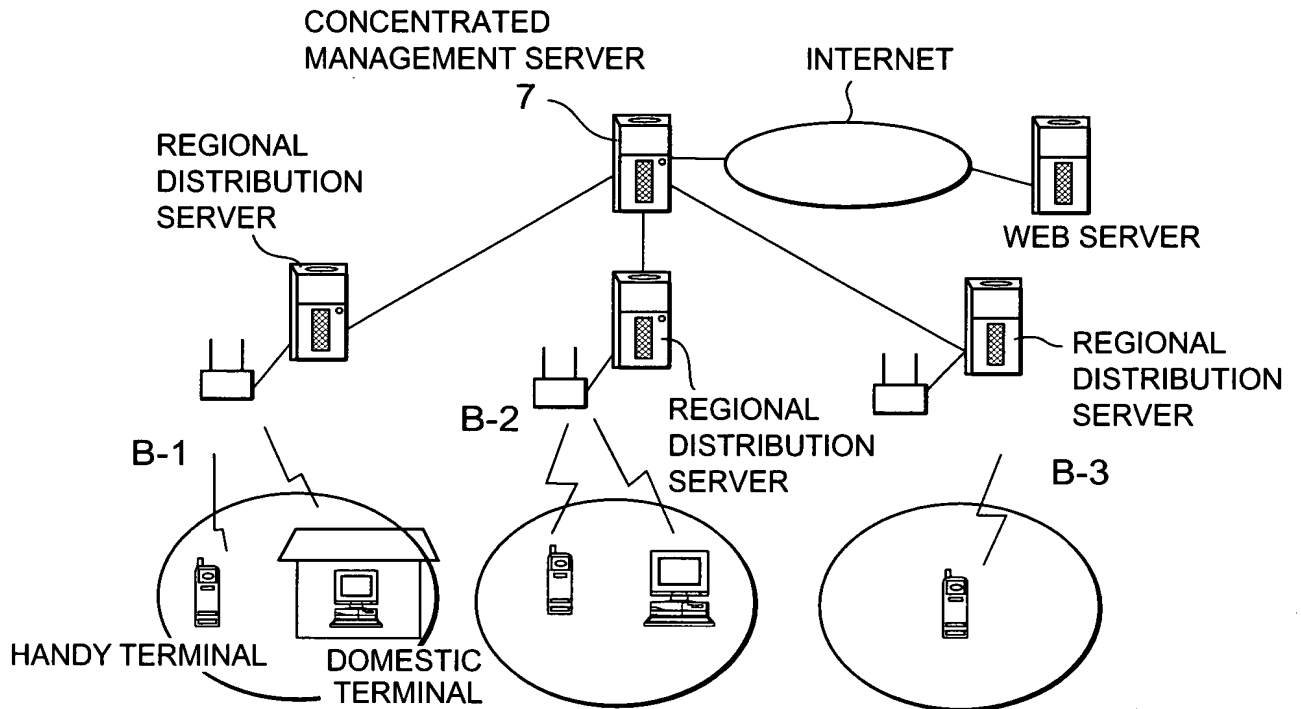 CONCENTRATED
MANAGEMENT SERVER
7
INTERNET
REGIONAL
DISTRIBUTION
SERVER
WEB SERVER
REGIONAL
DISTRIBUTION
SERVER
B-2
REGIONAL
DISTRIBUTION
SERVER
B-1
B-3
HANDY TERMINAL
DOMESTIC
TERMINAL